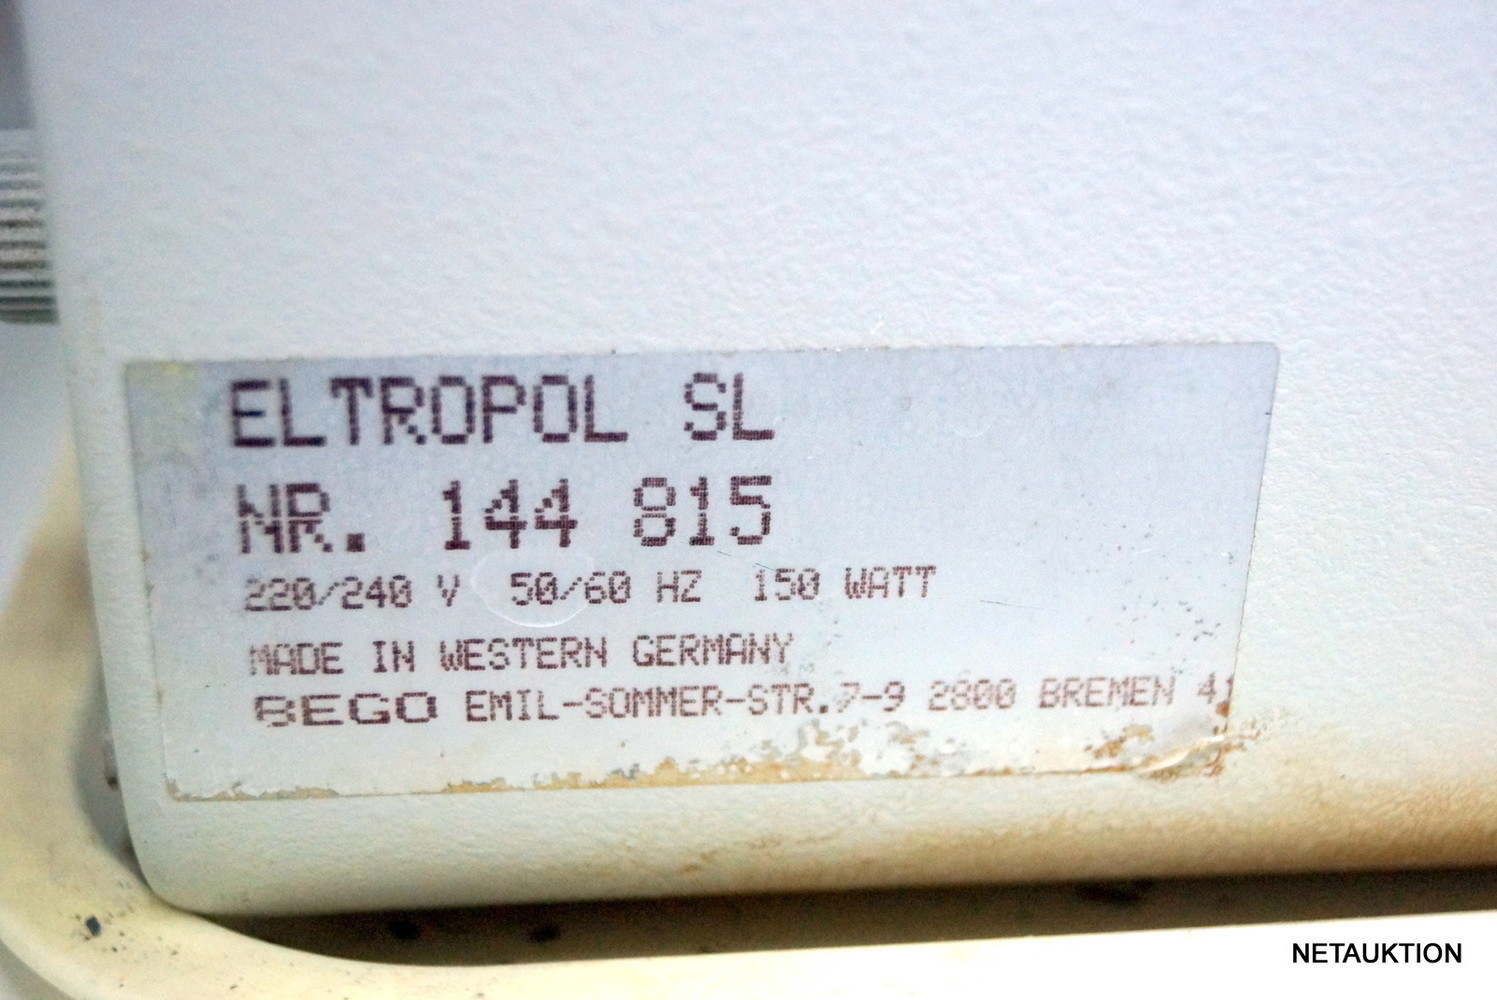 ELTROPOL SL
NR. 144 815
220/240 V 50/60 HZ 150 WATT
MADE IN WESTERN GERMANY
BEGO EMIL-SOMMER-STR.7-9 2800 BREMEN 41
NETAUKTION